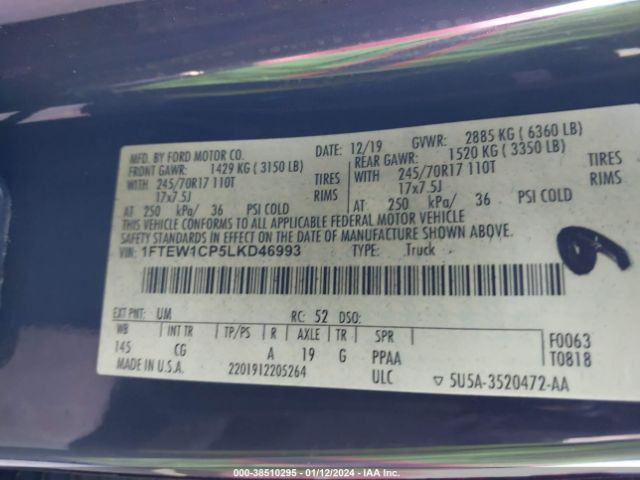 MFD. BY FORD MOTOR CO.
DATE: 12/19
GVWR: 2885 KG ( 6360 LB)
FRONT GAWR: 1429 KG ( 3150 LB)
REAR GAWR: 1520 KG ( 3350 LB)
WITH 245/70R17 110T TIRES
17x7.5J RIMS
AT 250 kPa/ 36 PSI COLD
WITH 245/70R17 110T TIRES
17x7.5J RIMS
AT 250 kPa/ 36 PSI COLD
THIS VEHICLE CONFORMS TO ALL APPLICABLE FEDERAL MOTOR VEHICLE
SAFETY STANDARDS IN EFFECT ON THE DATE OF MANUFACTURE SHOWN ABOVE.
VIN: 1FTEW1CP5LKD46993
TYPE: Truck
9
EXT PNT: UM
RC: 52 DSO:
WB INT TR TP/PS R AXLE TR SPR
145 CG A 19 G PPAA
F0063
T0818
MADE IN U.S.A.
2201912205264
ULC
▽ 5U5A-3520472-AA
000-38510295 - 01/12/2024 - IAA Inc.